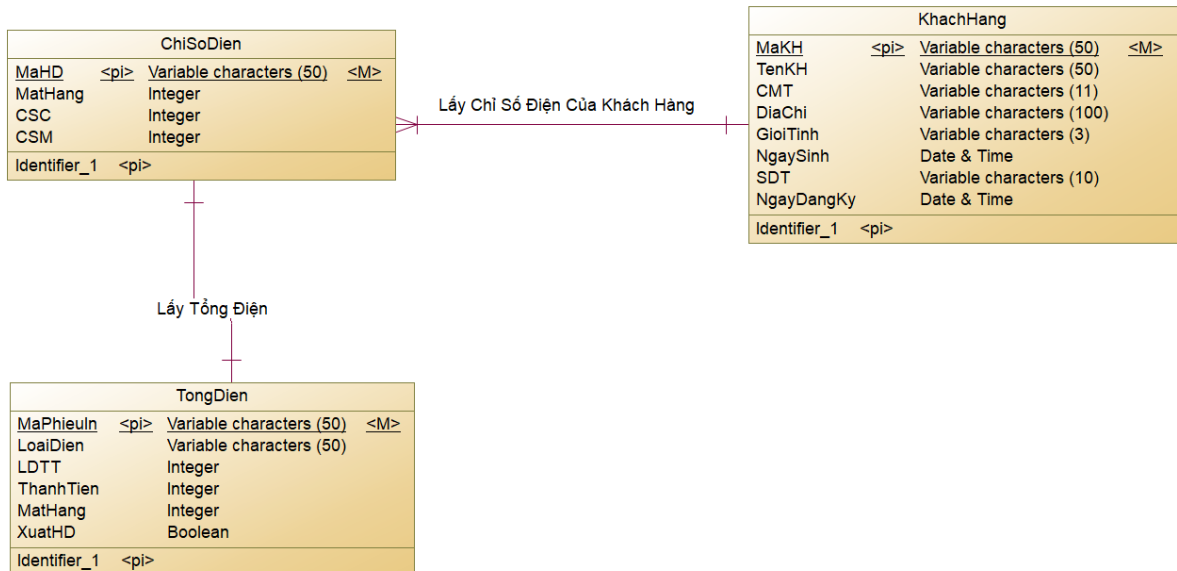 ChiSoDien
MaHD <pi> Variable characters (50) <M>
MatHang Integer
CSC Integer
CSM Integer
Identifier_1 <pi>
Lấy Chỉ Số Điện Của Khách Hàng
KhachHang
MaKH <pi> Variable characters (50) <M>
TenKH Variable characters (50)
CMT Variable characters (11)
DiaChi Variable characters (100)
GioiTinh Variable characters (3)
NgaySinh Date & Time
SDT Variable characters (10)
NgayDangKy Date & Time
Identifier_1 <pi>
Lấy Tổng Điện
TongDien
MaPhieuIn <pi> Variable characters (50) <M>
LoaiDien Variable characters (50)
LDTT Integer
ThanhTien Integer
MatHang Integer
XuatHD Boolean
Identifier_1 <pi>